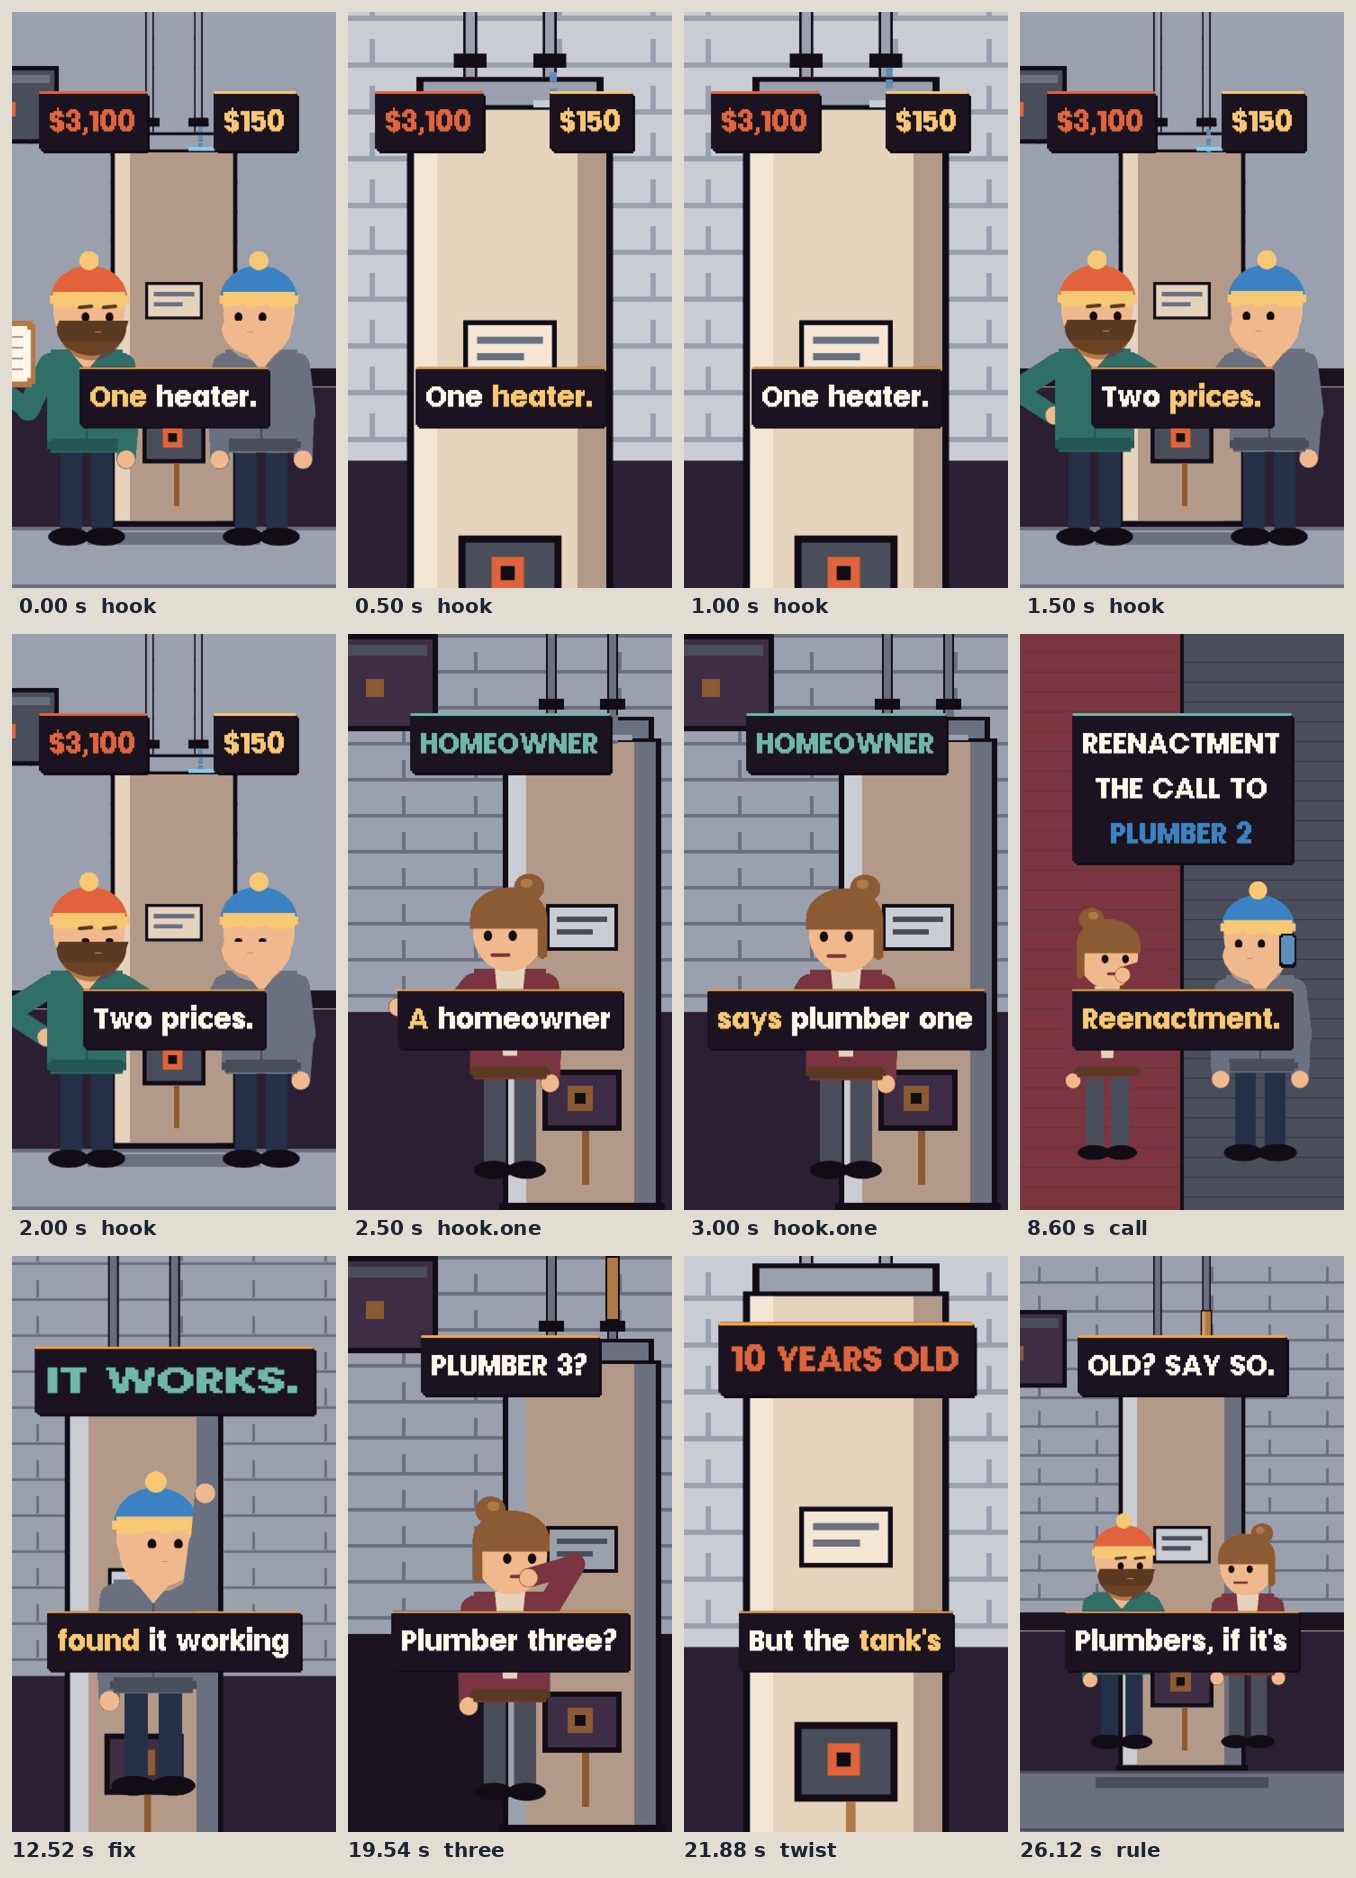 $3,100
$150
One heater.
0.00 s  hook
$3,100
$150
One heater.
0.50 s  hook
$3,100
$150
One heater.
1.00 s  hook
$3,100
$150
Two prices.
1.50 s  hook
$3,100
$150
Two prices.
2.00 s  hook
HOMEOWNER
A homeowner
2.50 s  hook.one
HOMEOWNER
says plumber one
3.00 s  hook.one
REENACTMENT
THE CALL TO
PLUMBER 2
Reenactment.
8.60 s  call
IT WORKS.
found it working
12.52 s  fix
PLUMBER 3?
Plumber three?
19.54 s  three
10 YEARS OLD
But the tank's
21.88 s  twist
OLD? SAY SO.
Plumbers, if it's
26.12 s  rule